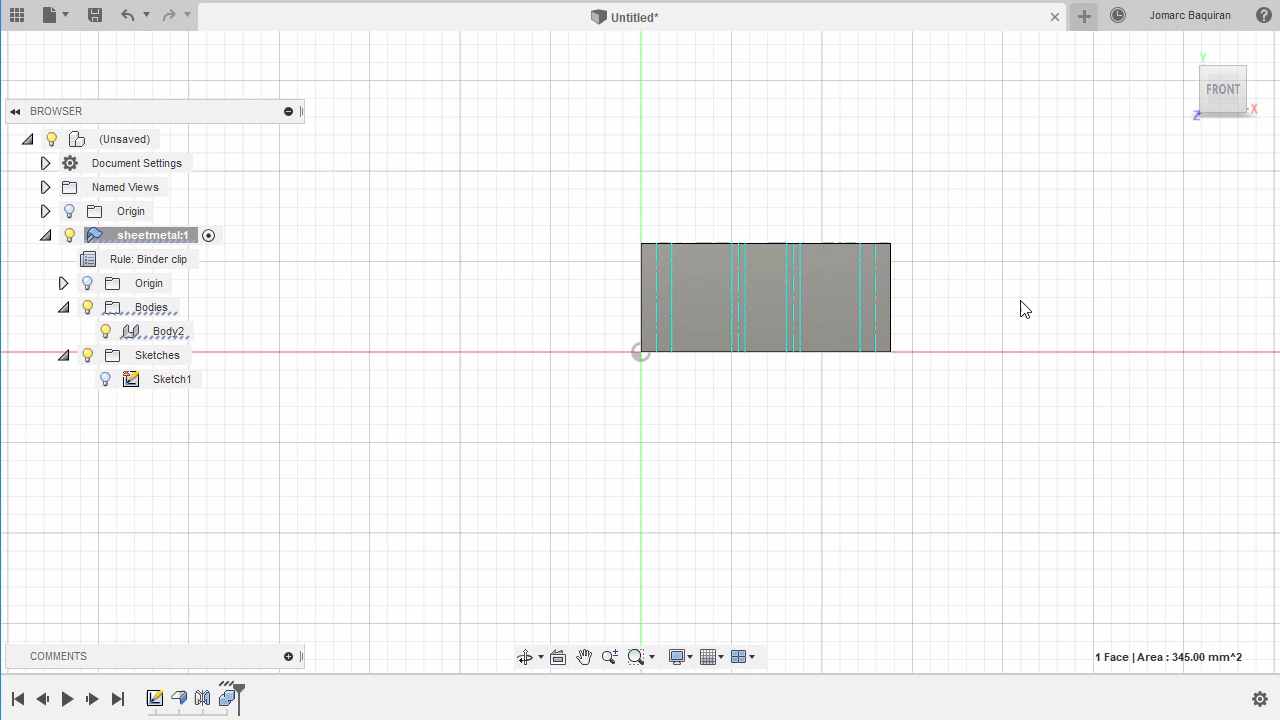 Untitled*
Jomarc Baquiran
Y
FRONT
X
Z
BROWSER
(Unsaved)
Document Settings
Named Views
Origin
sheetmetal:1
Rule: Binder clip
Origin
Bodies
Body2
Sketches
Sketch1
COMMENTS
1 Face | Area : 345.00 mm^2